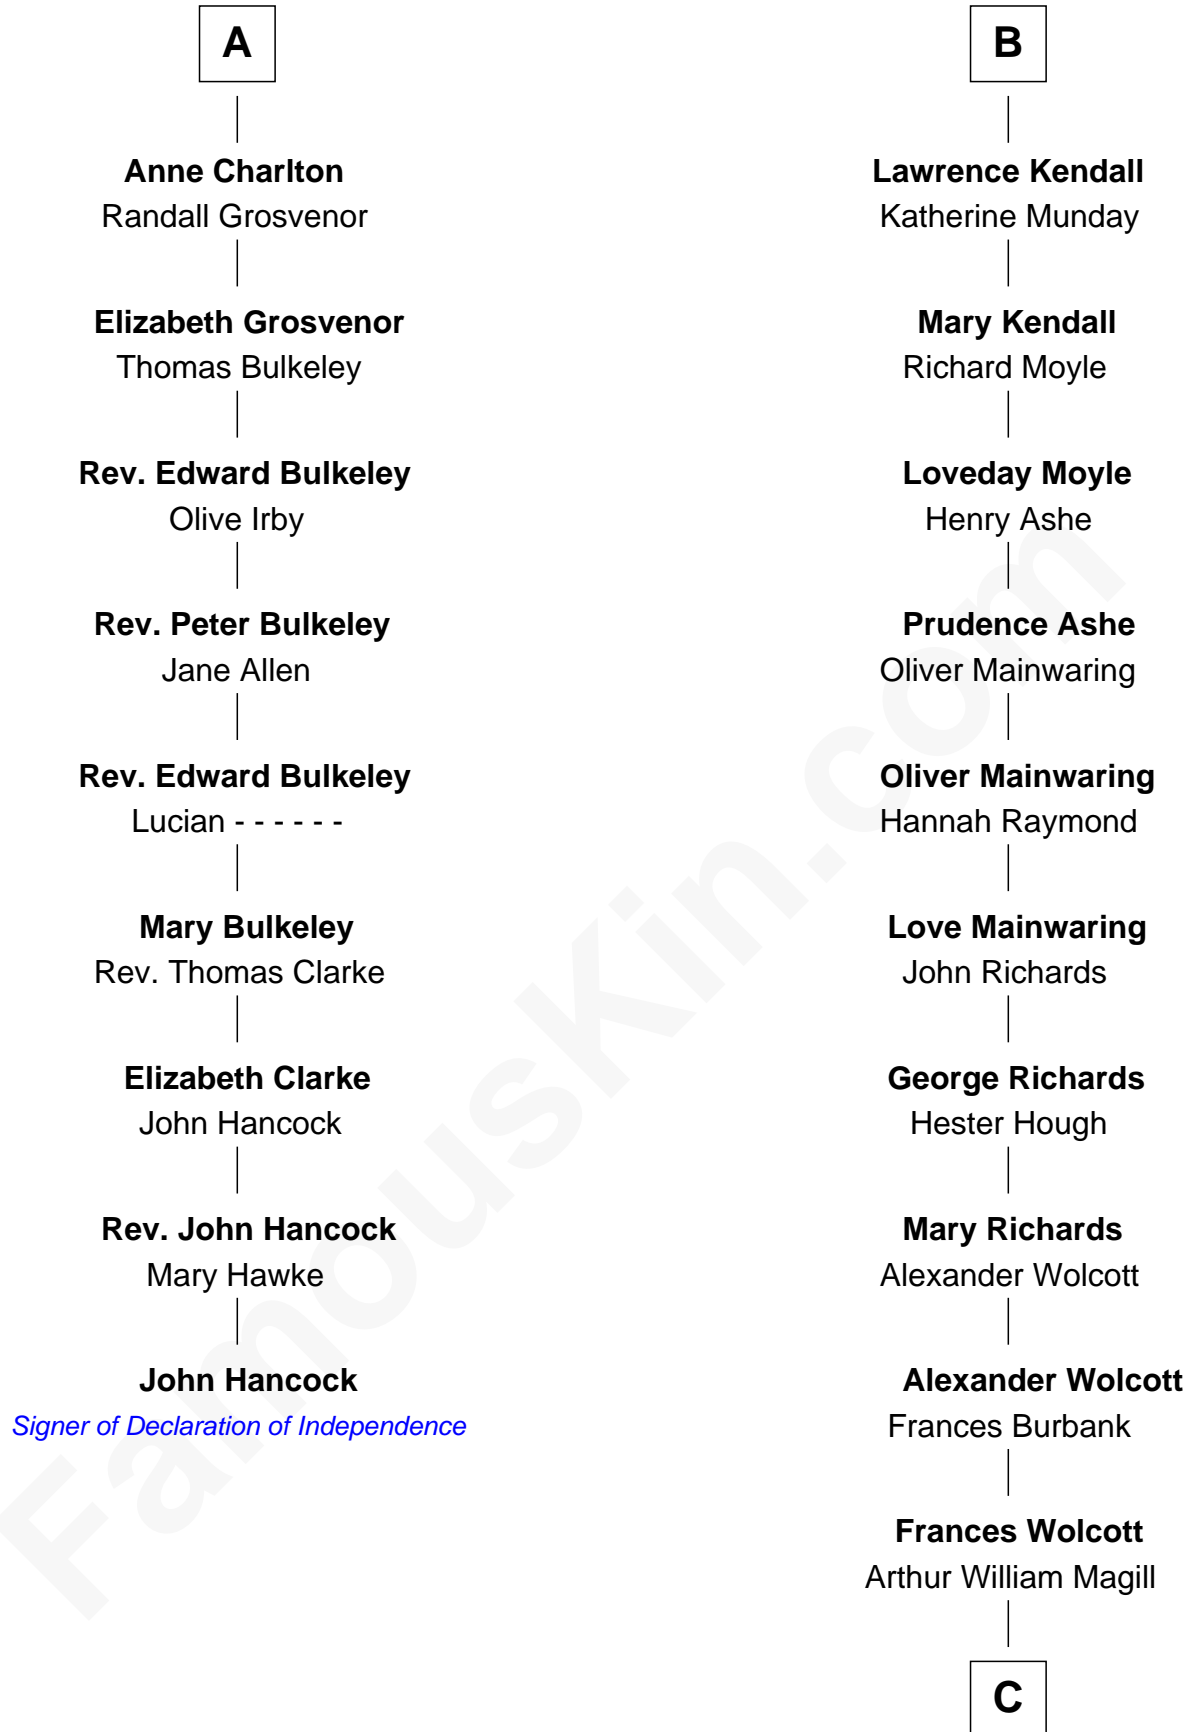 A
Anne Charlton
Randall Grosvenor
Elizabeth Grosvenor
Thomas Bulkeley
Rev. Edward Bulkeley
Olive Irby
Rev. Peter Bulkeley
Jane Allen
Rev. Edward Bulkeley
Lucian - - - - - -
Mary Bulkeley
Rev. Thomas Clarke
Elizabeth Clarke
John Hancock
Rev. John Hancock
Mary Hawke
John Hancock
Signer of Declaration of Independence
B
Lawrence Kendall
Katherine Munday
Mary Kendall
Richard Moyle
Loveday Moyle
Henry Ashe
Prudence Ashe
Oliver Mainwaring
Oliver Mainwaring
Hannah Raymond
Love Mainwaring
John Richards
George Richards
Hester Hough
Mary Richards
Alexander Wolcott
Alexander Wolcott
Frances Burbank
Frances Wolcott
Arthur William Magill
C
FamousKin.com